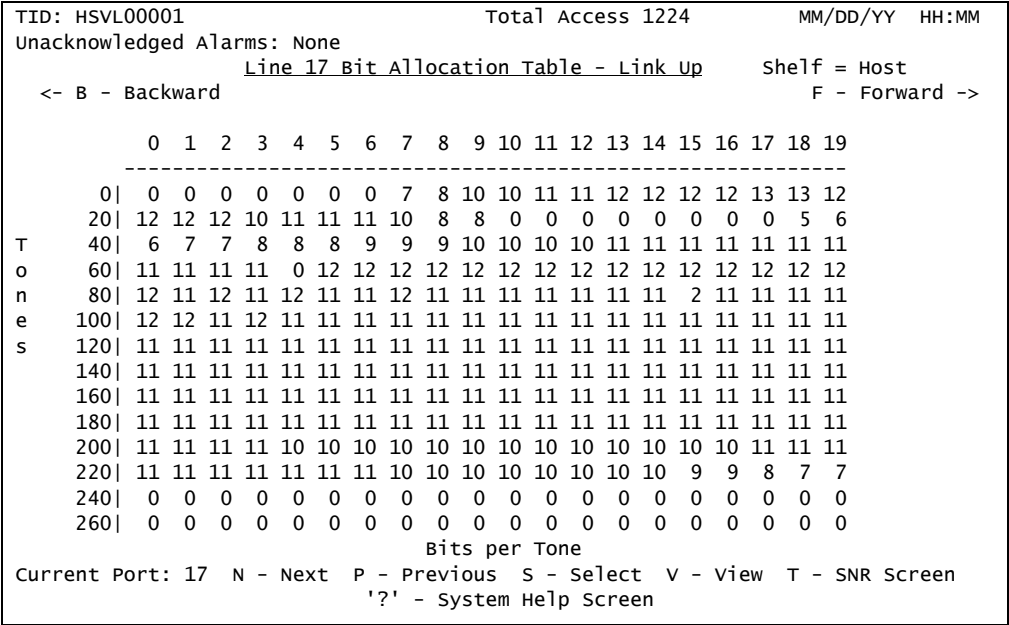 TID: HSVL00001 Total Access 1224 MM/DD/YY HH:MM
Unacknowledged Alarms: None
Line 17 Bit Allocation Table – Link Up Shelf = Host
<- B - Backward F - Forward ->
0 1 2 3 4 5 6 7 8 9 10 11 12 13 14 15 16 17 18 19
------------------------------------------------------------
0| 0 0 0 0 0 0 0 7 8 10 10 11 11 12 12 12 12 13 13 12
20| 12 12 12 10 11 11 11 10 8 8 0 0 0 0 0 0 0 0 5 6
T 40| 6 7 7 8 8 8 9 9 9 10 10 10 10 11 11 11 11 11 11 11
o 60| 11 11 11 11 0 12 12 12 12 12 12 12 12 12 12 12 12 12 12 12
n 80| 12 11 12 11 12 11 11 12 11 11 11 11 11 11 11 2 11 11 11 11
e 100| 12 12 11 12 11 11 11 11 11 11 11 11 11 11 11 11 11 11 11 11
s 120| 11 11 11 11 11 11 11 11 11 11 11 11 11 11 11 11 11 11 11 11
140| 11 11 11 11 11 11 11 11 11 11 11 11 11 11 11 11 11 11 11 11
160| 11 11 11 11 11 11 11 11 11 11 11 11 11 11 11 11 11 11 11 11
180| 11 11 11 11 11 11 11 11 11 11 11 11 11 11 11 11 11 11 11 11
200| 11 11 11 11 10 10 10 10 10 10 10 10 10 10 10 10 10 11 11 11
220| 11 11 11 11 11 11 11 10 10 10 10 10 10 10 10 9 9 8 7 7
240| 0 0 0 0 0 0 0 0 0 0 0 0 0 0 0 0 0 0 0 0
260| 0 0 0 0 0 0 0 0 0 0 0 0 0 0 0 0 0 0 0 0
Bits per Tone
Current Port: 17 N - Next P - Previous S - Select V - View T - SNR Screen
'?' - System Help Screen